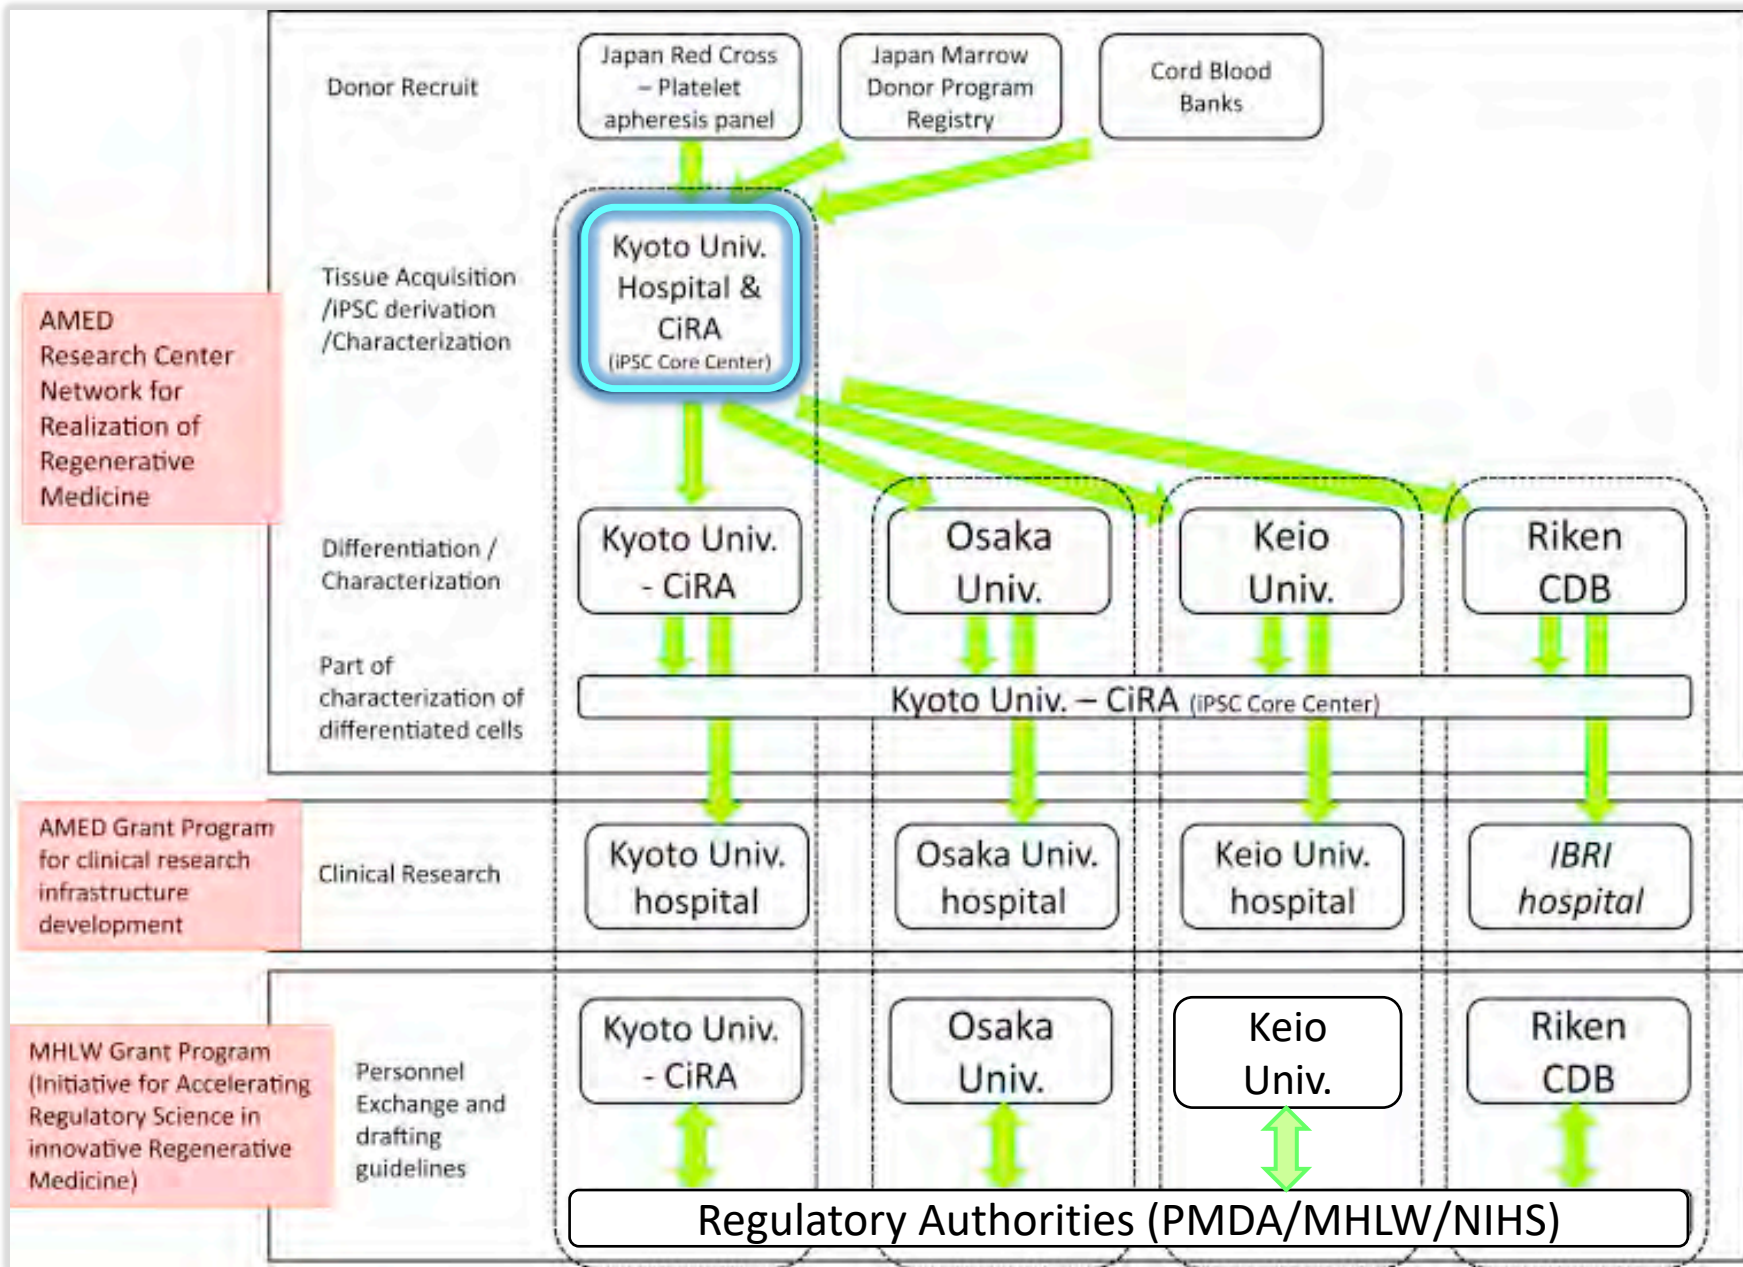 Donor Recruit
Japan Red Cross
– Platelet
apheresis panel
Japan Marrow
Donor Program
Registry
Cord Blood
Banks
AMED
Research Center
Network for
Realization of
Regenerative
Medicine
Tissue Acquisition
/iPSC derivation
/Characterization
Kyoto Univ.
Hospital &
CiRA
(iPSC Core Center)
Differentiation /
Characterization
Kyoto Univ.
- CiRA
Osaka
Univ.
Keio
Univ.
Riken
CDB
Part of
characterization of
differentiated cells
Kyoto Univ. – CiRA (iPSC Core Center)
AMED Grant Program
for clinical research
infrastructure
development
Clinical Research
Kyoto Univ.
hospital
Osaka Univ.
hospital
Keio Univ.
hospital
IBRI
hospital
MHLW Grant Program
(Initiative for Accelerating
Regulatory Science in
innovative Regenerative
Medicine)
Personnel
Exchange and
drafting
guidelines
Kyoto Univ.
- CiRA
Osaka
Univ.
Keio
Univ.
Riken
CDB
Regulatory Authorities (PMDA/MHLW/NIHS)